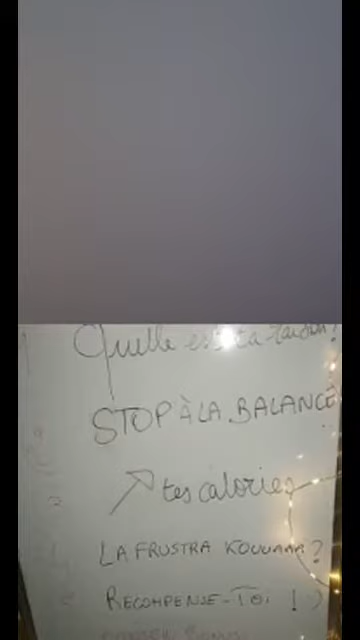 Quelle est ta raison?
STOP À LA BALANCE
↗ tes calories
LA FRUSTRA KOUUAAA?
RECOMPENSE-TOI ! :)